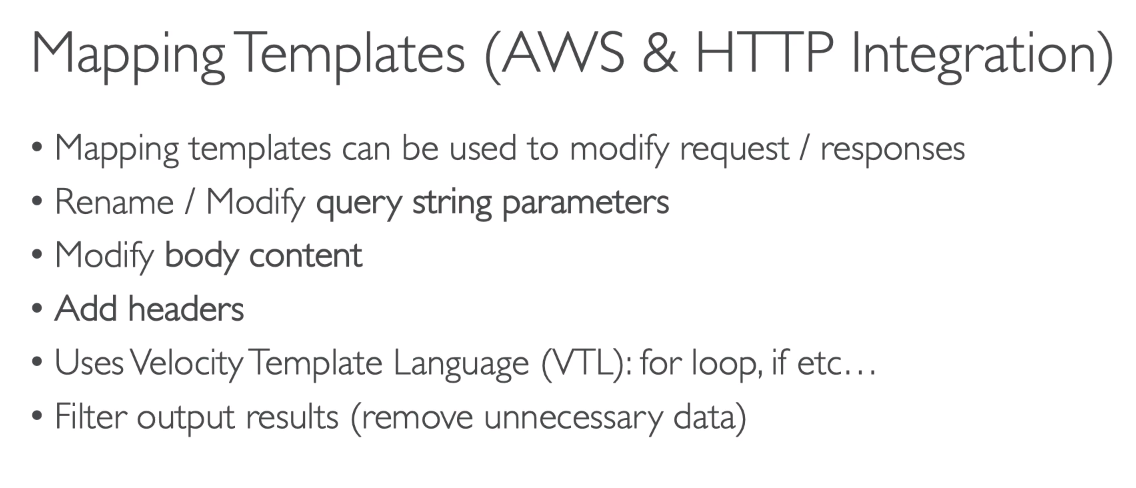 Mapping Templates (AWS & HTTP Integration)
• Mapping templates can be used to modify request / responses
• Rename / Modify query string parameters
• Modify body content
• Add headers
• Uses Velocity Template Language (VTL): for loop, if etc…
• Filter output results (remove unnecessary data)